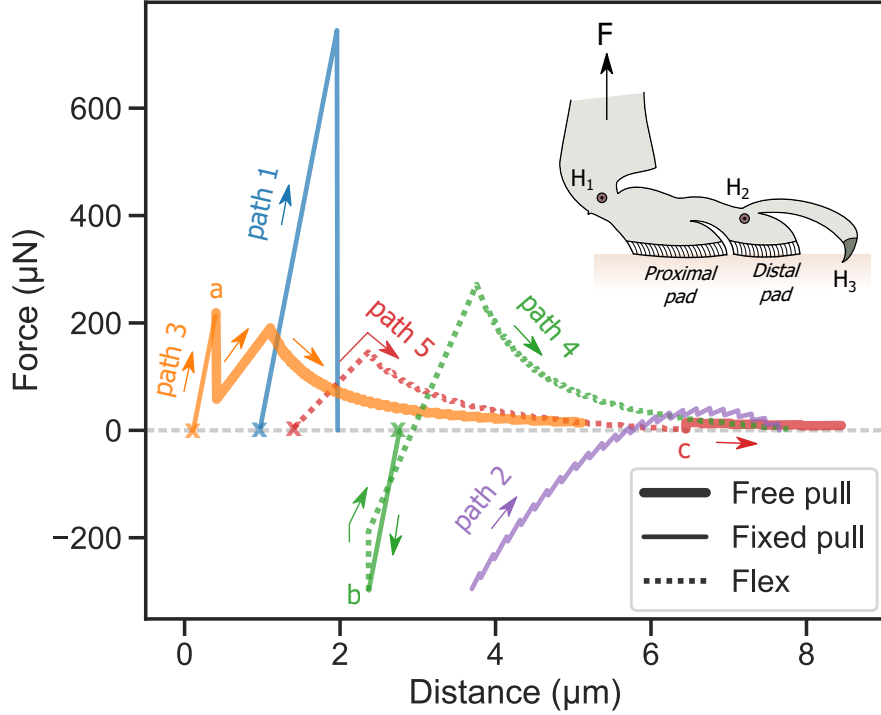 Force (µN)
600
400
200
0
−200
0
2
4
6
8
Distance (µm)
path 1
path 3
a
path 5
path 4
path 2
b
c
F
H1
H2
H3
Proximal
pad
Distal
pad
Free pull
Fixed pull
Flex